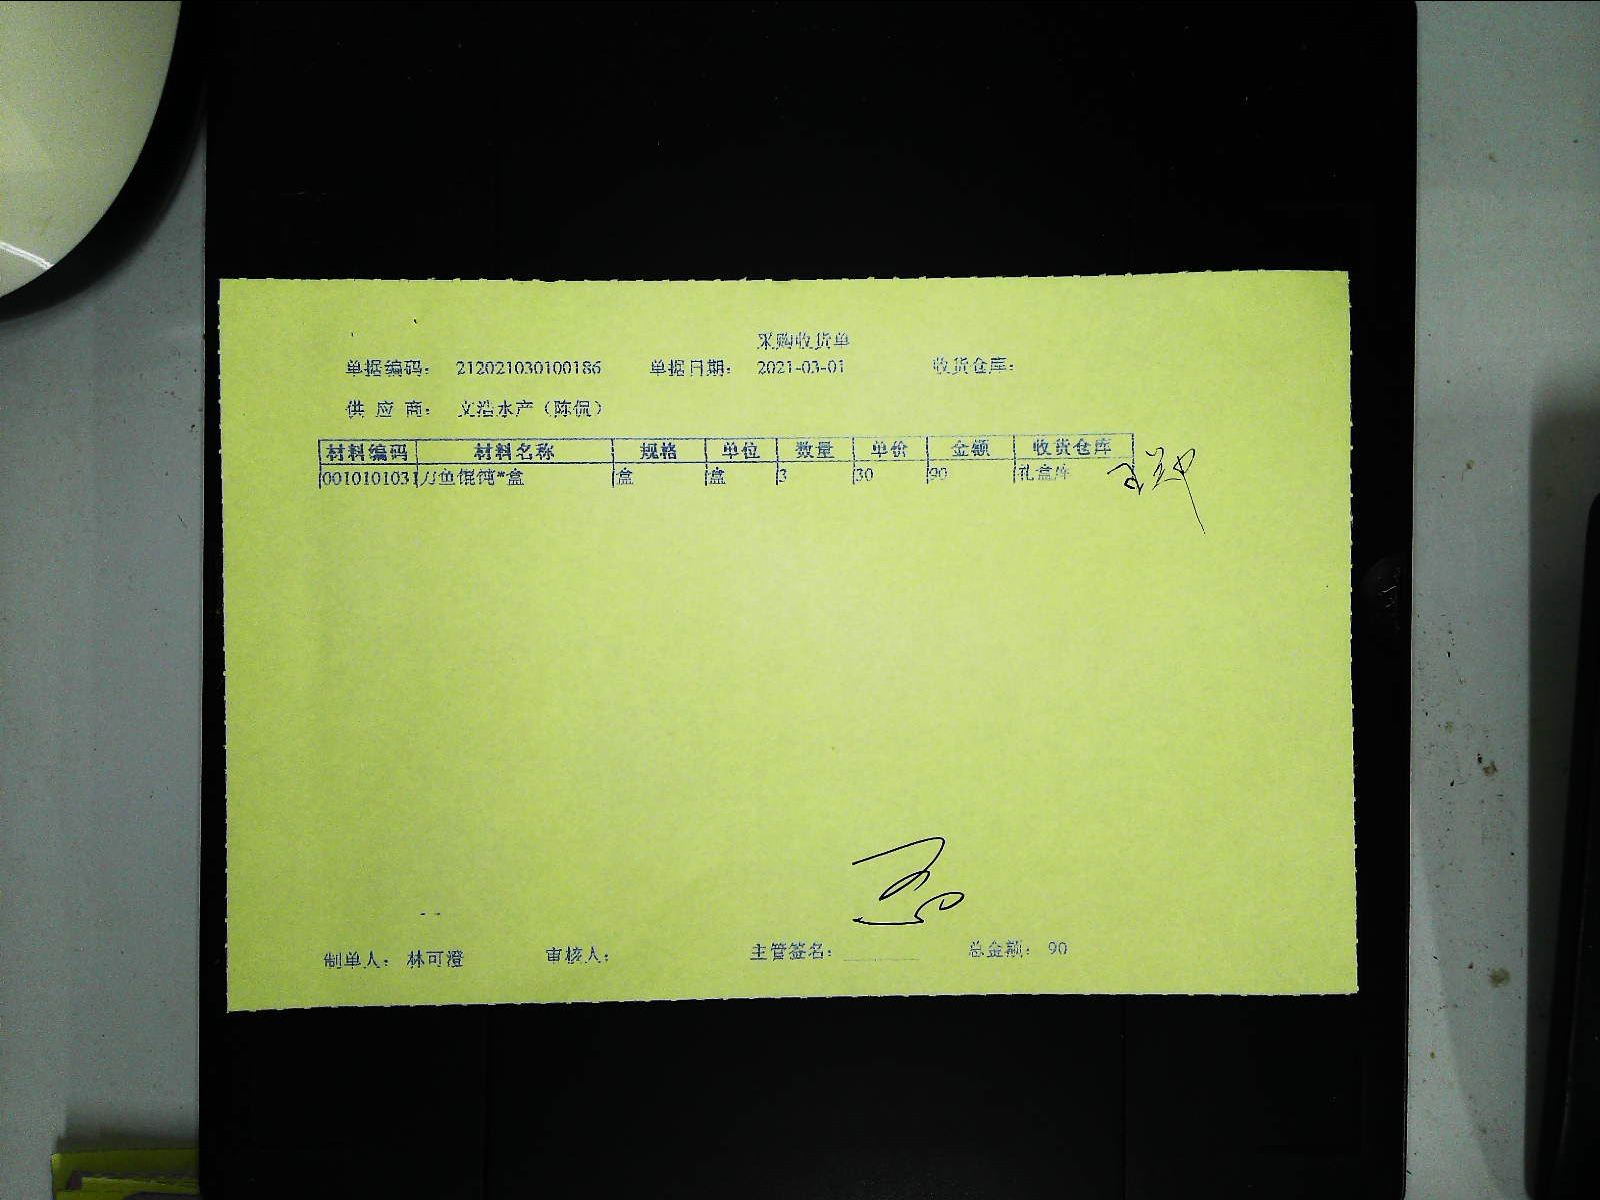 采购收货单
单据编码： 212021030100186 单据日期： 2021-03-01 收货仓库：
供 应 商： 文浩水产（陈侃）
材料编码 材料名称 规格 单位 数量 单价 金额 收货仓库
0010101031 刀鱼馄饨*盒 盒 盒 3 30 90 礼盒库
制单人： 林可澄 审核人： 主管签名： 总金额： 90